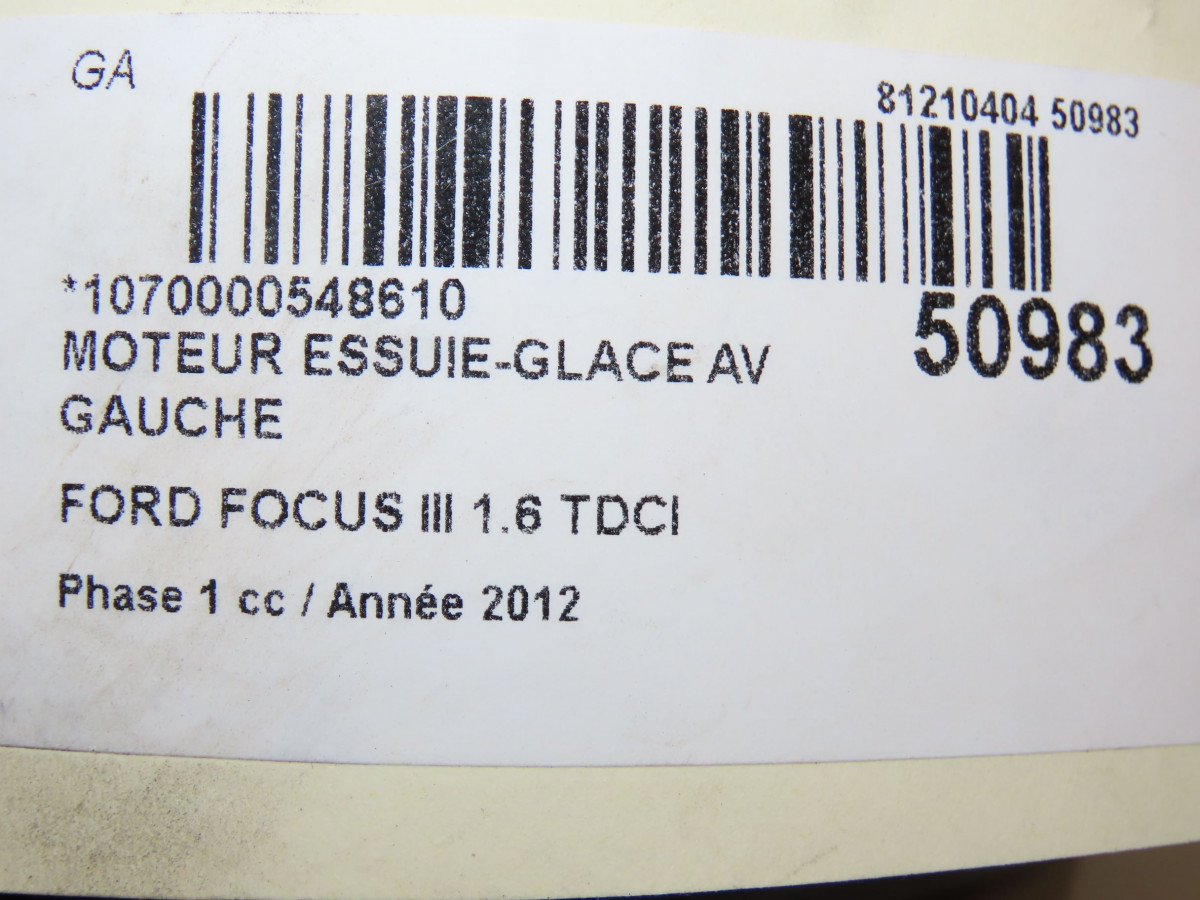 GA
81210404 50983
*1070000548610
50983
MOTEUR ESSUIE-GLACE AV
GAUCHE
FORD FOCUS III 1.6 TDCI
Phase 1 cc / Année 2012